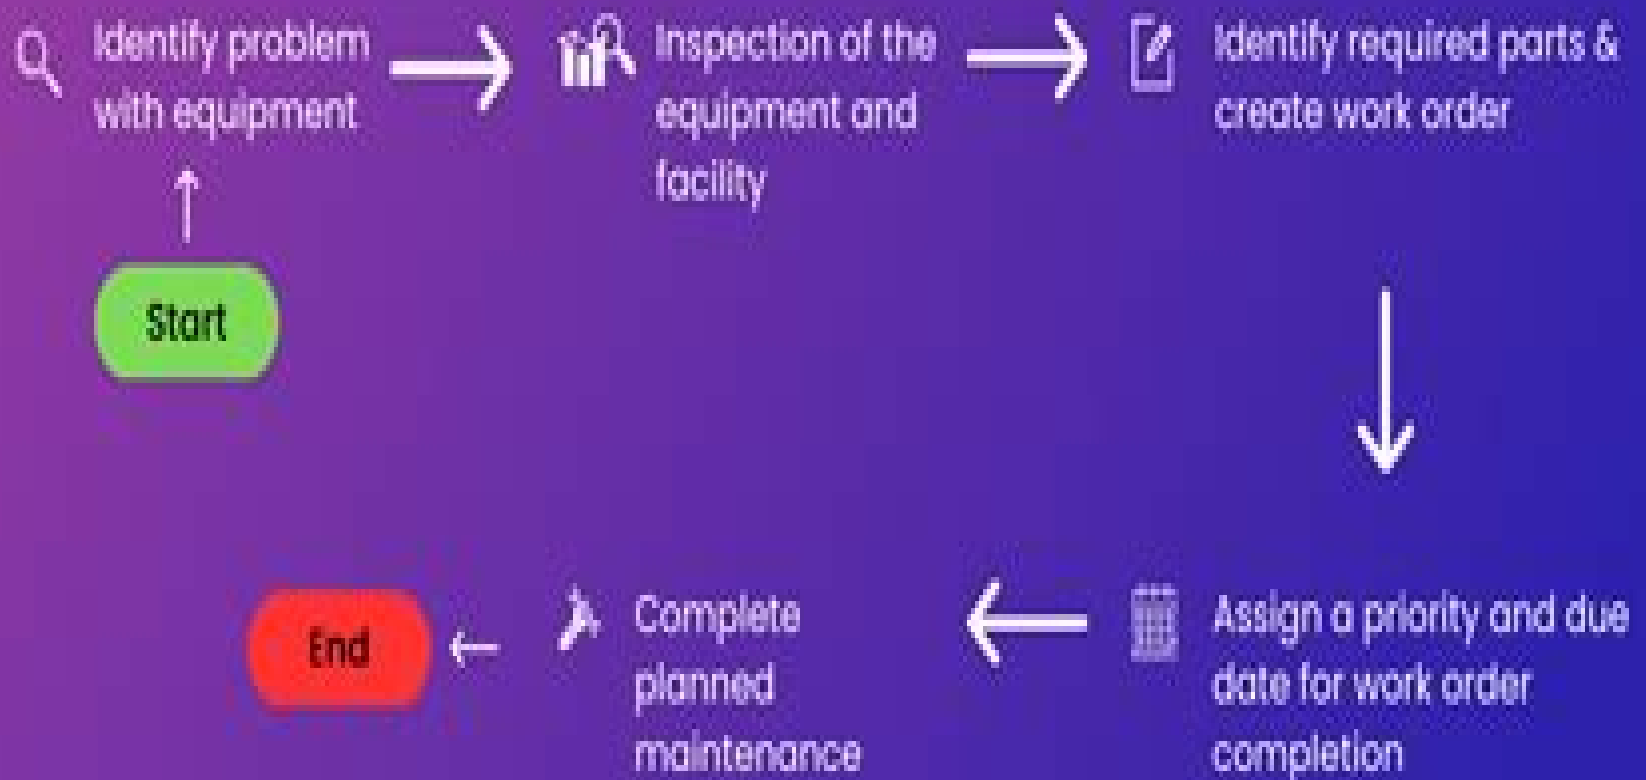 Identify problem
with equipment
Inspection of the
equipment and
facility
Identify required parts &
create work order
Start
Assign a priority and due
date for work order
completion
Complete
planned
maintenance
End